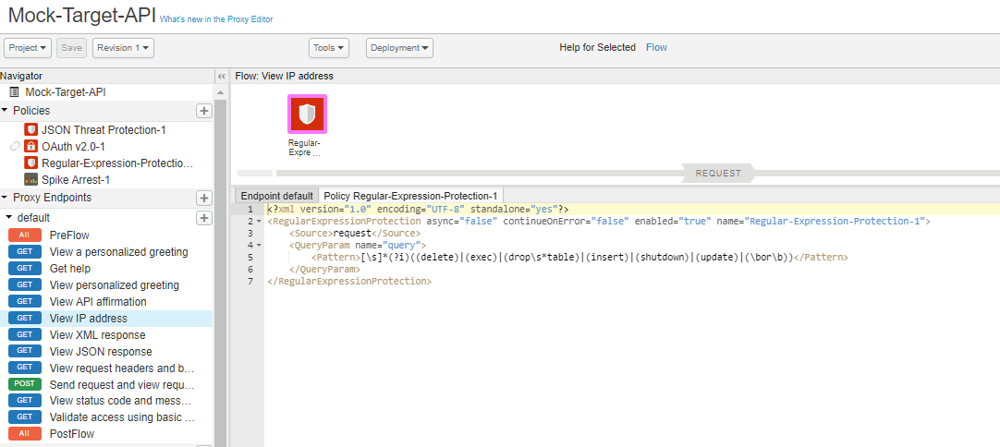 Mock-Target-API What's new in the Proxy Editor
Project Save Revision 1 Tools Deployment Help for Selected Flow
Navigator
Mock-Target-API
Policies
JSON Threat Protection-1
OAuth v2.0-1
Regular-Expression-Protectio...
Spike Arrest-1
Proxy Endpoints
default
All PreFlow
GET View a personalized greeting
GET Get help
GET View personalized greeting
GET View API affirmation
GET View IP address
GET View XML response
GET View JSON response
GET View request headers and b...
POST Send request and view requ...
GET View status code and mess...
GET Validate access using basic ...
All PostFlow
Flow: View IP address
Regular-
Expre ...
REQUEST
Endpoint default Policy Regular-Expression-Protection-1
1 <?xml version="1.0" encoding="UTF-8" standalone="yes"?>
2 <RegularExpressionProtection async="false" continueOnError="false" enabled="true" name="Regular-Expression-Protection-1">
3 <Source>request</Source>
4 <QueryParam name="query">
5 <Pattern>[\s]*(?i)((delete)|(exec)|(drop\s*table)|(insert)|(shutdown)|(update)|(\bor\b))</Pattern>
6 </QueryParam>
7 </RegularExpressionProtection>